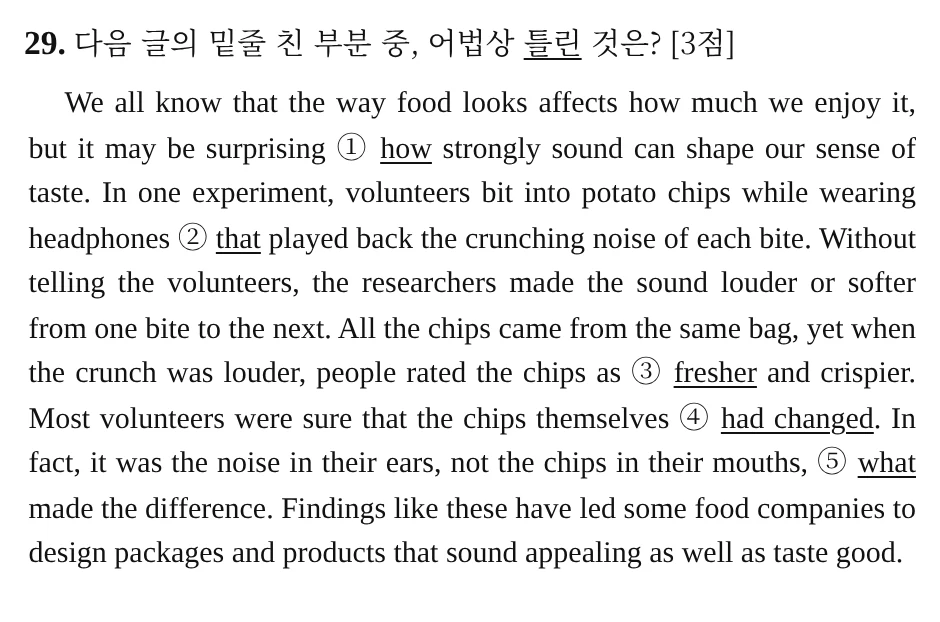 29. 다음 글의 밑줄 친 부분 중, 어법상 틀린 것은? [3점]
We all know that the way food looks affects how much we enjoy it,
but it may be surprising ① how strongly sound can shape our sense of
taste. In one experiment, volunteers bit into potato chips while wearing
headphones ② that played back the crunching noise of each bite. Without
telling the volunteers, the researchers made the sound louder or softer
from one bite to the next. All the chips came from the same bag, yet when
the crunch was louder, people rated the chips as ③ fresher and crispier.
Most volunteers were sure that the chips themselves ④ had changed. In
fact, it was the noise in their ears, not the chips in their mouths, ⑤ what
made the difference. Findings like these have led some food companies to
design packages and products that sound appealing as well as taste good.